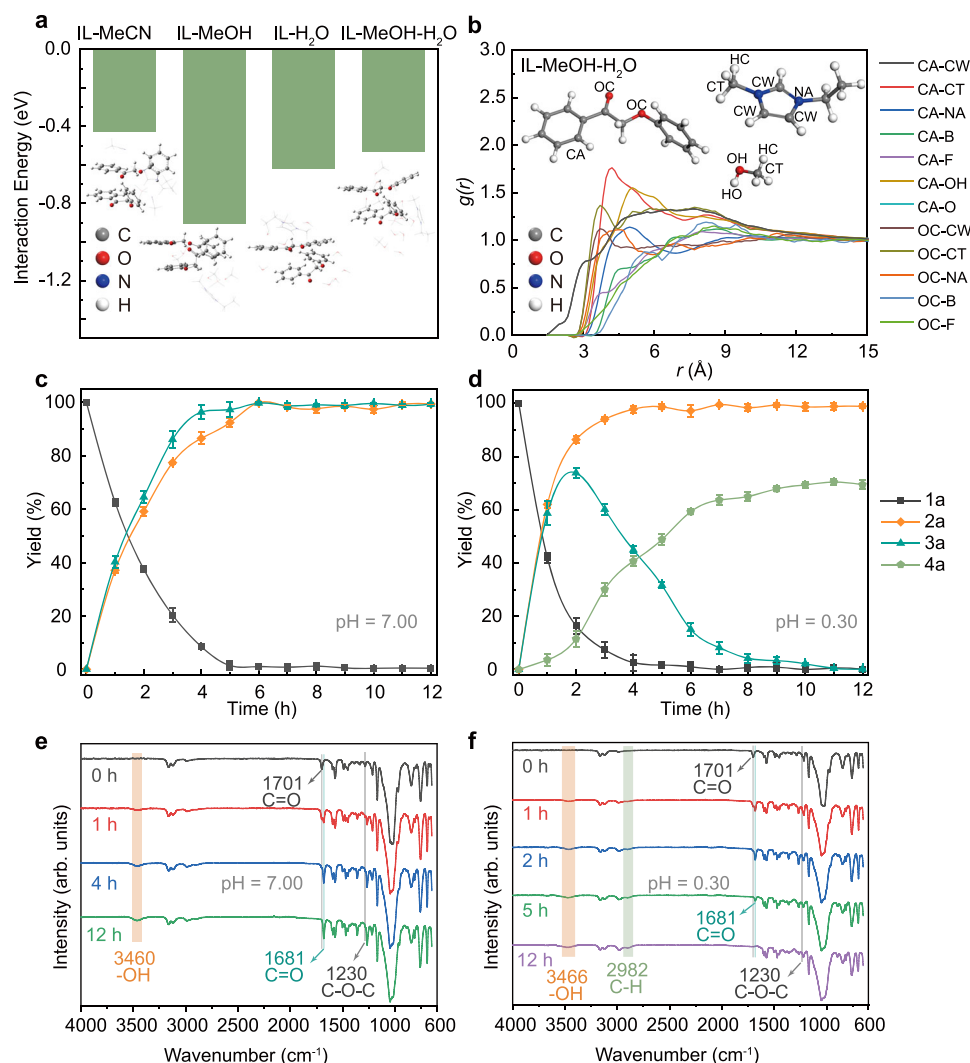 a
IL-MeCN IL-MeOH IL-H₂O IL-MeOH-H₂O
0.0
-0.4
-0.8
-1.2
Interaction Energy (eV)
C
O
N
H
b
IL-MeOH-H₂O
3.0
2.5
2.0
1.5
1.0
0.5
0.0
g(r)
OC
OC
CA
HC
CT
CW
NA
CW
CW
OH
HC
CT
HO
C
O
N
H
0 3 6 9 12 15
r (Å)
CA-CW
CA-CT
CA-NA
CA-B
CA-F
CA-OH
CA-O
OC-CW
OC-CT
OC-NA
OC-B
OC-F
c
100
80
60
40
20
0
Yield (%)
pH = 7.00
0 2 4 6 8 10 12
Time (h)
d
100
80
60
40
20
0
Yield (%)
pH = 0.30
0 2 4 6 8 10 12
Time (h)
1a
2a
3a
4a
e
0 h
1701
C=O
1 h
4 h
pH = 7.00
12 h
3460
-OH
1681
C=O
1230
C-O-C
Intensity (arb. units)
4000 3000 2000 1000 600
Wavenumber (cm⁻¹)
f
0 h
1701
C=O
1 h
2 h
pH = 0.30
5 h
1681
C=O
12 h
3466
-OH
2982
C-H
1230
C-O-C
Intensity (arb. units)
4000 3000 2000 1000 600
Wavenumber (cm⁻¹)